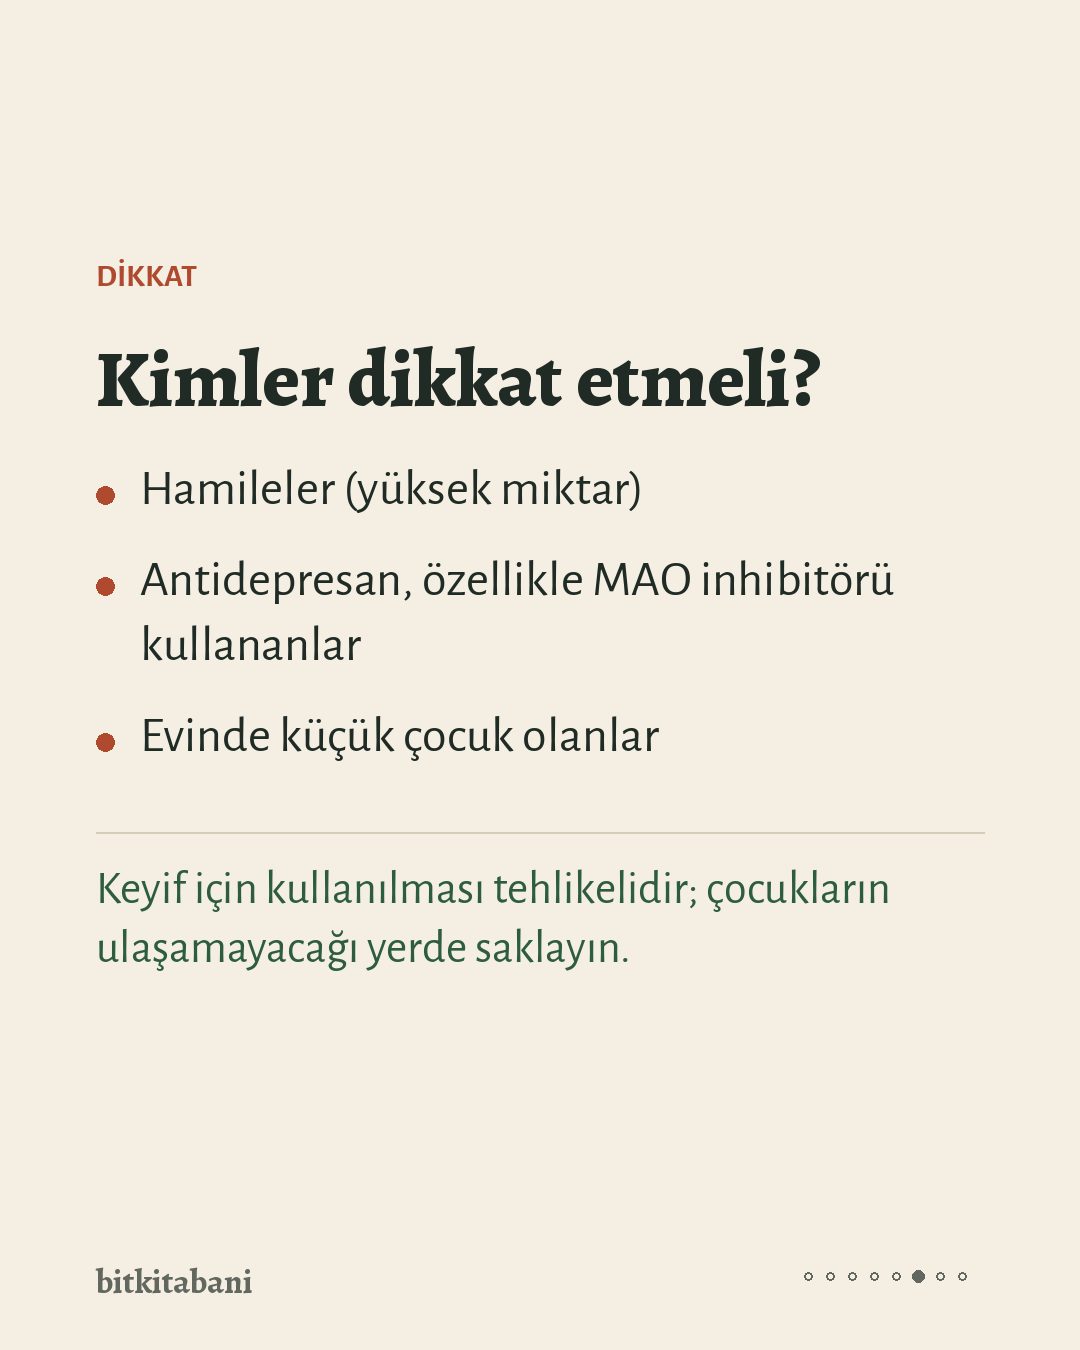 DİKKAT
Kimler dikkat etmeli?
Hamileler (yüksek miktar)
Antidepresan, özellikle MAO inhibitörü
kullananlar
Evinde küçük çocuk olanlar
Keyif için kullanılması tehlikelidir; çocukların
ulaşamayacağı yerde saklayın.
bitkitabani